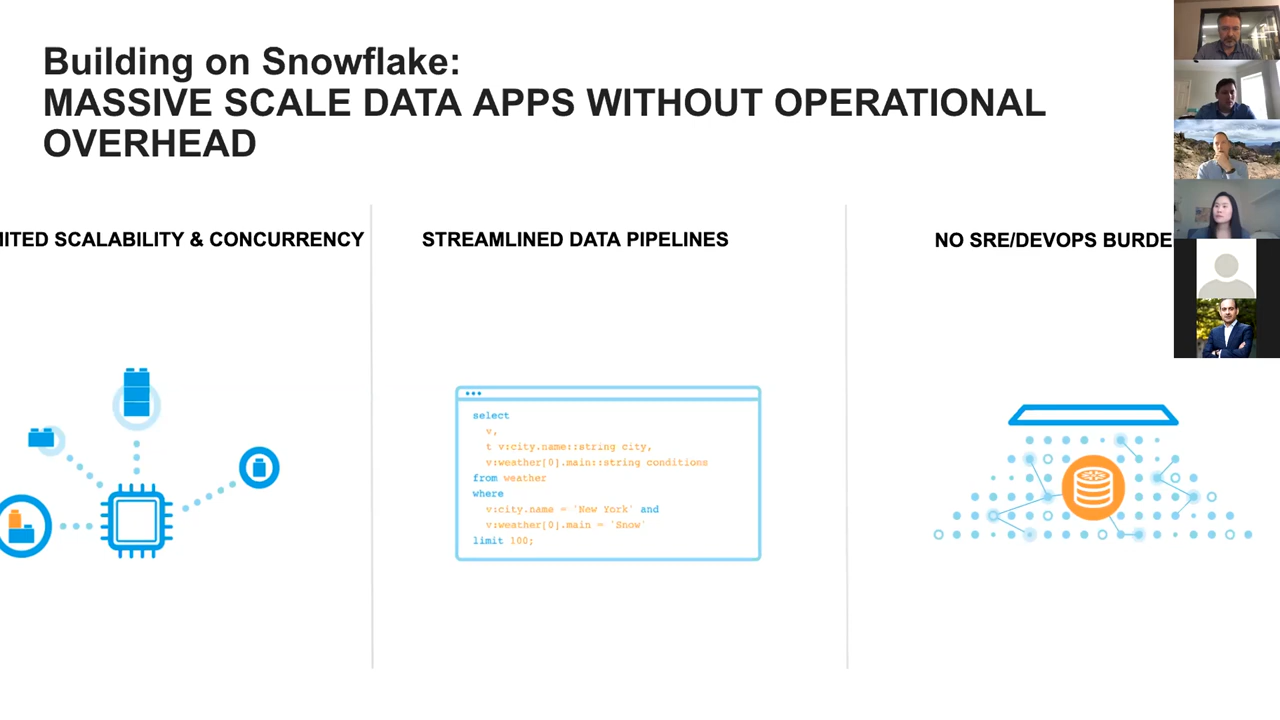 Building on Snowflake:
MASSIVE SCALE DATA APPS WITHOUT OPERATIONAL
OVERHEAD
SCALABILITY & CONCURRENCY
STREAMLINED DATA PIPELINES
NO SRE/DEVOPS BURDE
select
v,
t v:city.name::string city,
v:weather[0].main::string conditions
from weather
where
v:city.name = 'New York' and
v:weather[0].main = 'Snow'
limit 100;